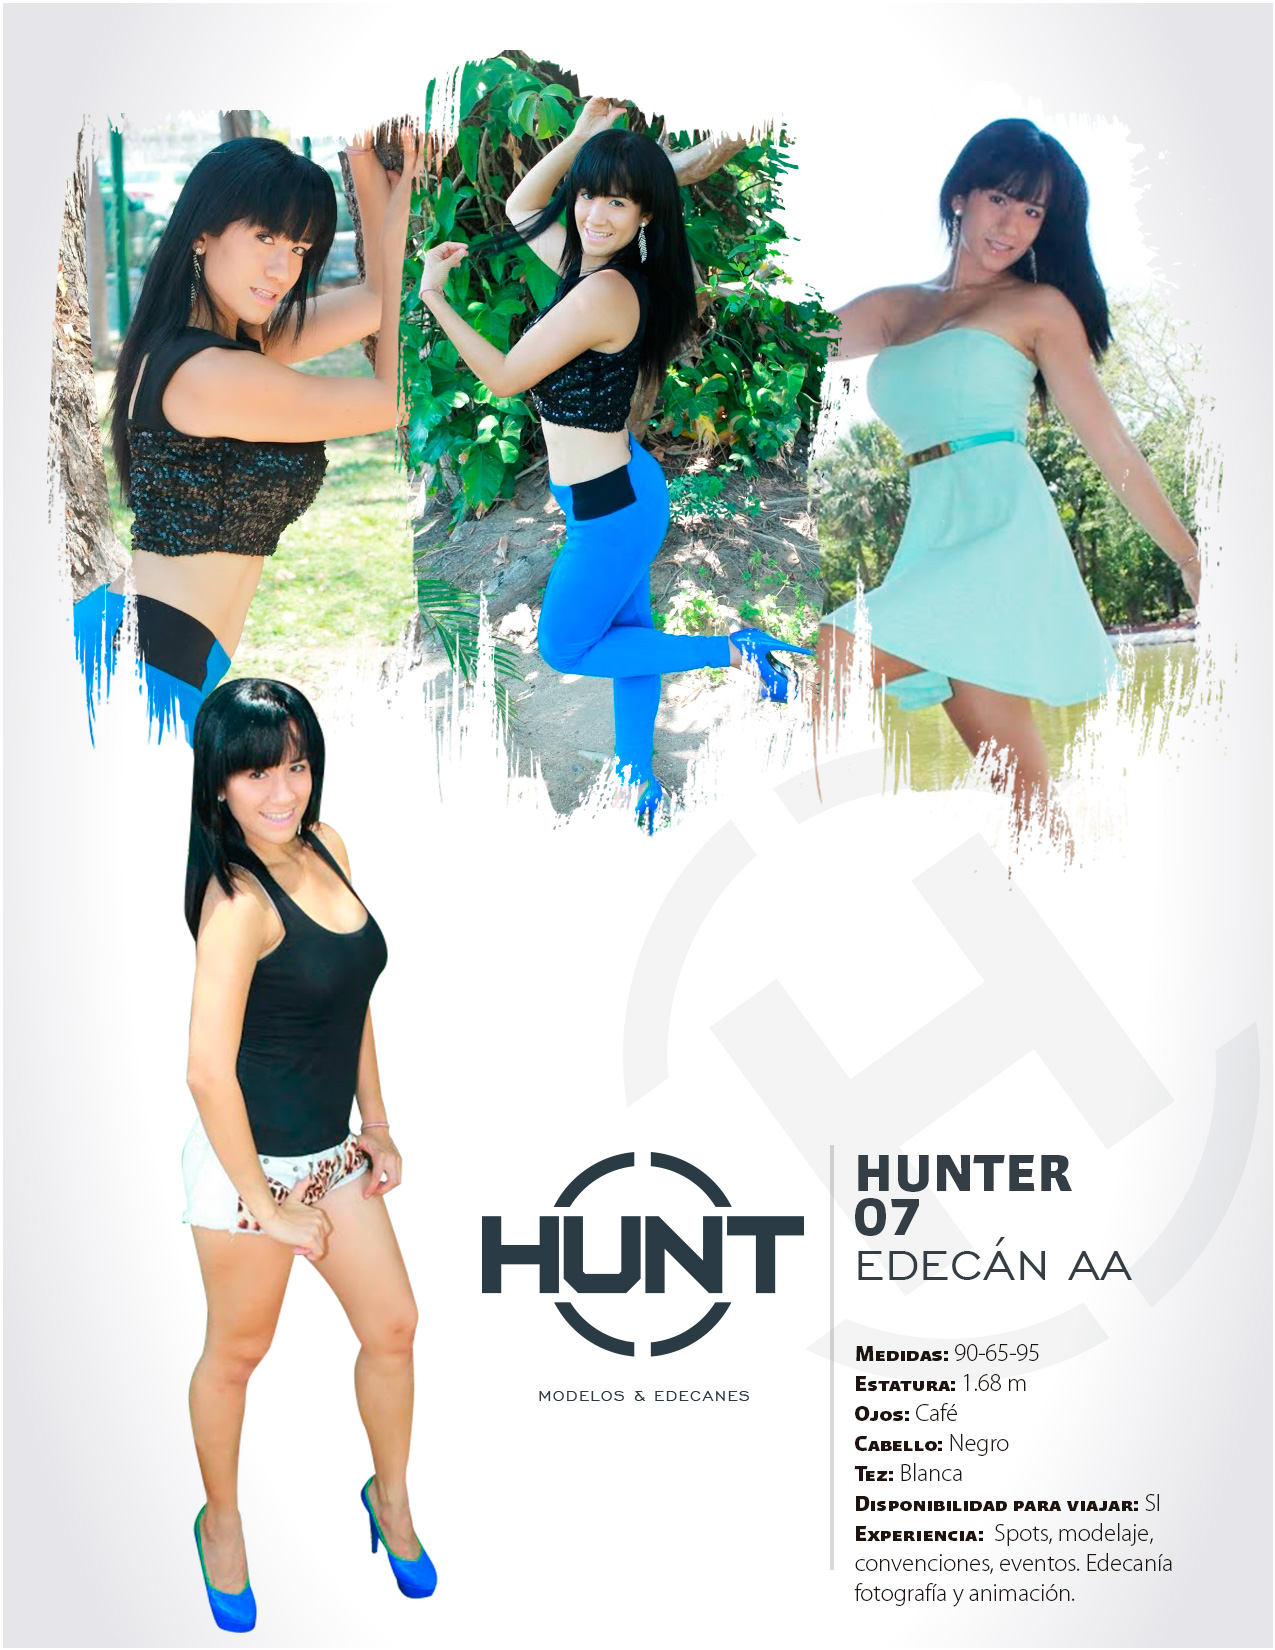 HUNT
MODELOS & EDECANES
HUNTER
07
EDECÁN AA
MEDIDAS: 90-65-95
ESTATURA: 1.68 m
OJOS: Café
CABELLO: Negro
TEZ: Blanca
DISPONIBILIDAD PARA VIAJAR: SI
EXPERIENCIA: Spots, modelaje,
convenciones, eventos. Edecanía
fotografía y animación.